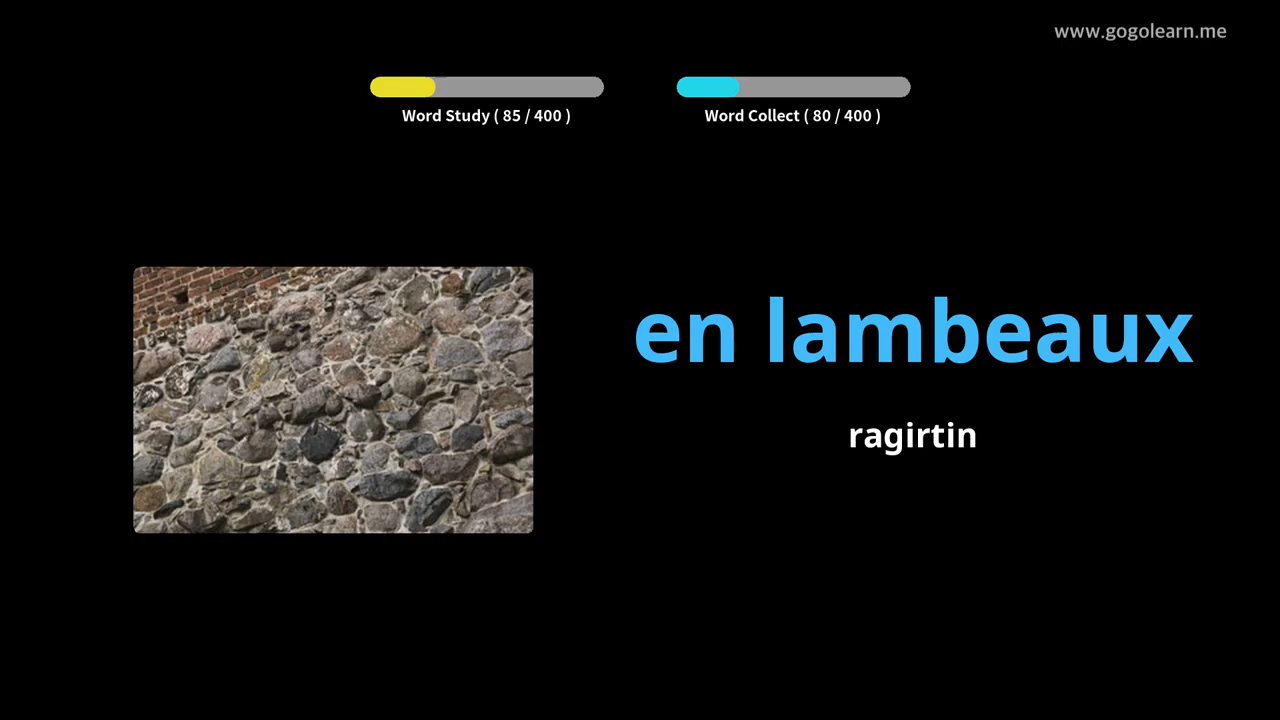 www.gogolearn.me
Word Study ( 85 / 400 )
Word Collect ( 80 / 400 )
en lambeaux
ragirtin